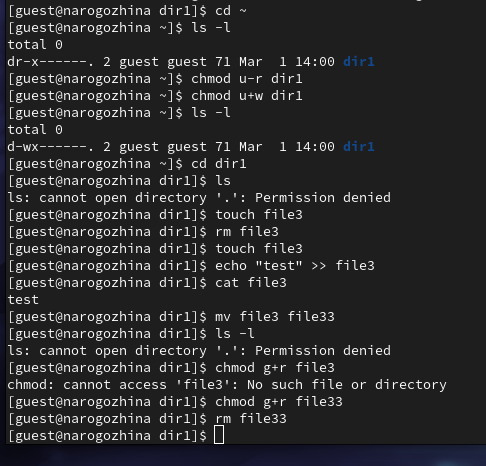 [guest@narogozhina dir1]$ cd ~
[guest@narogozhina ~]$ ls -l
total 0
dr-x------. 2 guest guest 71 Mar  1 14:00 dir1
[guest@narogozhina ~]$ chmod u-r dir1
[guest@narogozhina ~]$ chmod u+w dir1
[guest@narogozhina ~]$ ls -l
total 0
d-wx------. 2 guest guest 71 Mar  1 14:00 dir1
[guest@narogozhina ~]$ cd dir1
[guest@narogozhina dir1]$ ls
ls: cannot open directory '.': Permission denied
[guest@narogozhina dir1]$ touch file3
[guest@narogozhina dir1]$ rm file3
[guest@narogozhina dir1]$ touch file3
[guest@narogozhina dir1]$ echo "test" >> file3
[guest@narogozhina dir1]$ cat file3
test
[guest@narogozhina dir1]$ mv file3 file33
[guest@narogozhina dir1]$ ls -l
ls: cannot open directory '.': Permission denied
[guest@narogozhina dir1]$ chmod g+r file3
chmod: cannot access 'file3': No such file or directory
[guest@narogozhina dir1]$ chmod g+r file33
[guest@narogozhina dir1]$ rm file33
[guest@narogozhina dir1]$